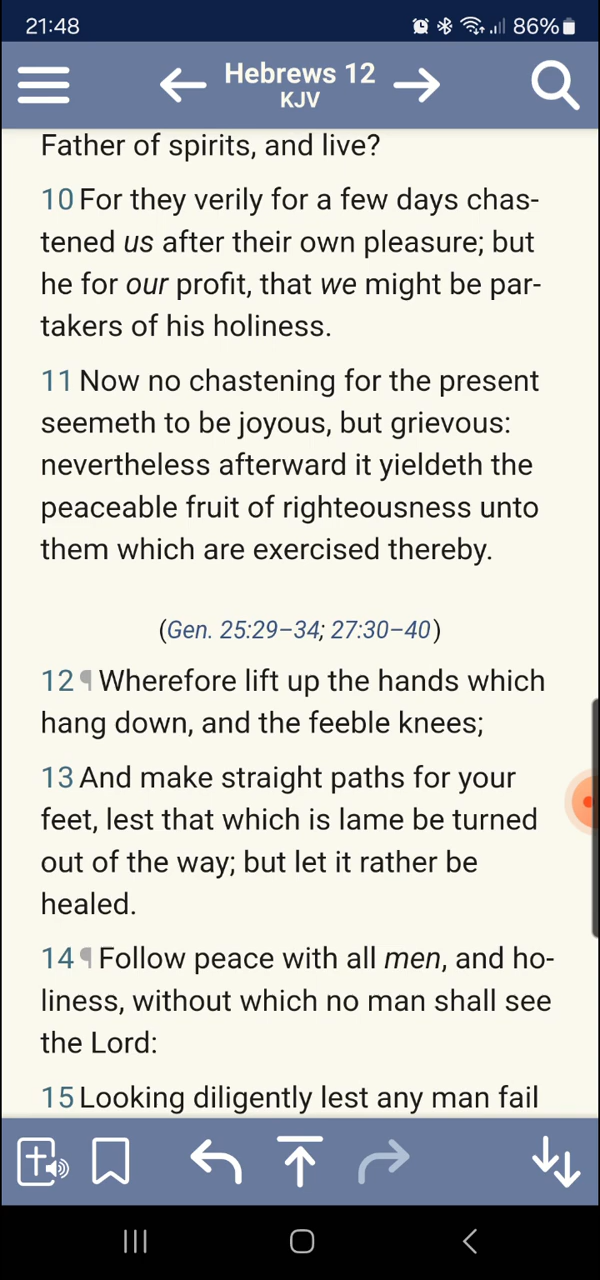 21:48
86%
Hebrews 12
KJV
Father of spirits, and live?
10 For they verily for a few days chas-
tened us after their own pleasure; but
he for our profit, that we might be par-
takers of his holiness.
11 Now no chastening for the present
seemeth to be joyous, but grievous:
nevertheless afterward it yieldeth the
peaceable fruit of righteousness unto
them which are exercised thereby.
(Gen. 25:29–34; 27:30–40)
12 ¶ Wherefore lift up the hands which
hang down, and the feeble knees;
13 And make straight paths for your
feet, lest that which is lame be turned
out of the way; but let it rather be
healed.
14 ¶ Follow peace with all men, and ho-
liness, without which no man shall see
the Lord:
15 Looking diligently lest any man fail